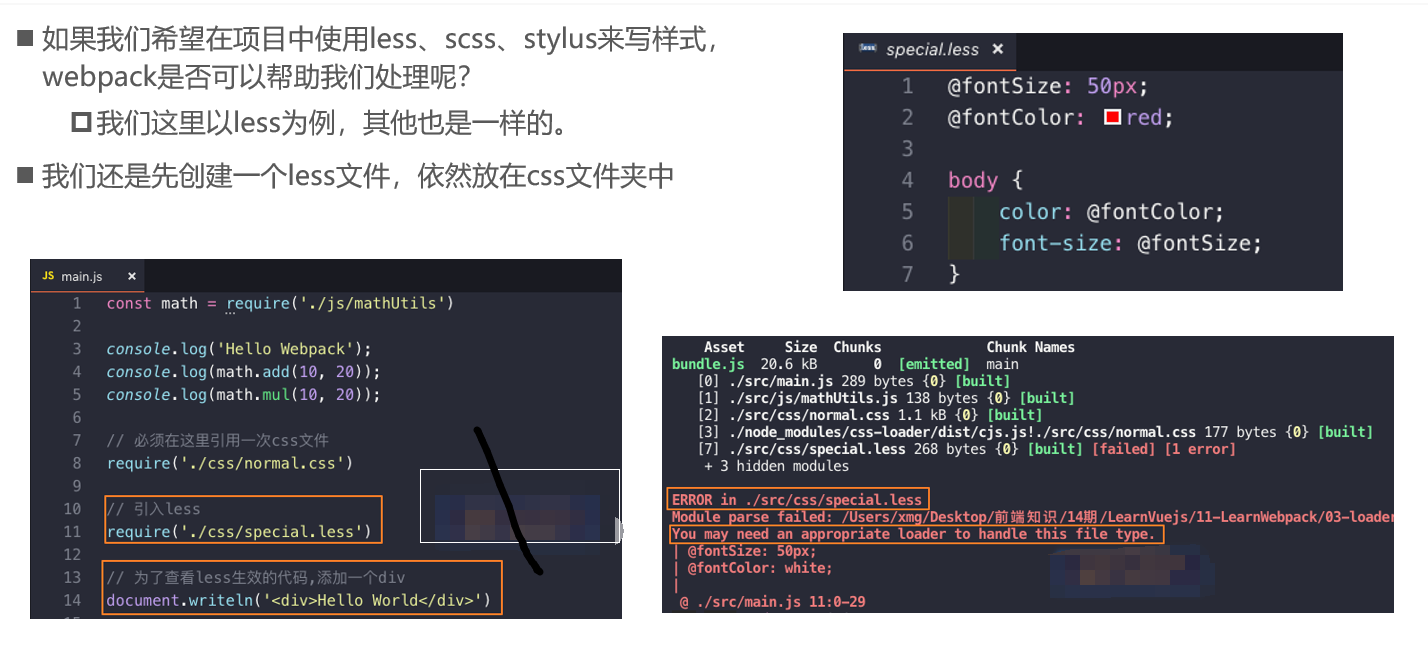 ■ 如果我们希望在项目中使用less、scss、stylus来写样式，
webpack是否可以帮助我们处理呢？
我们这里以less为例，其他也是一样的。
■ 我们还是先创建一个less文件，依然放在css文件夹中
special.less ×
1 @fontSize: 50px;
2 @fontColor: red;
3
4 body {
5 color: @fontColor;
6 font-size: @fontSize;
7 }
JS main.js ×
1 const math = require('./js/mathUtils')
2
3 console.log('Hello Webpack');
4 console.log(math.add(10, 20));
5 console.log(math.mul(10, 20));
6
7 // 必须在这里引用一次css文件
8 require('./css/normal.css')
9
10 // 引入less
11 require('./css/special.less')
12
13 // 为了查看less生效的代码,添加一个div
14 document.writeln('<div>Hello World</div>')
Asset Size Chunks Chunk Names
bundle.js 20.6 kB 0 [emitted] main
[0] ./src/main.js 289 bytes {0} [built]
[1] ./src/js/mathUtils.js 138 bytes {0} [built]
[2] ./src/css/normal.css 1.1 kB {0} [built]
[3] ./node_modules/css-loader/dist/cjs.js!./src/css/normal.css 177 bytes {0} [built]
[7] ./src/css/special.less 268 bytes {0} [built] [failed] [1 error]
+ 3 hidden modules
ERROR in ./src/css/special.less
Module parse failed: /Users/xmg/Desktop/前端知识/14期/LearnVuejs/11-LearnWebpack/03-loader
You may need an appropriate loader to handle this file type.
| @fontSize: 50px;
| @fontColor: white;
|
@ ./src/main.js 11:0-29